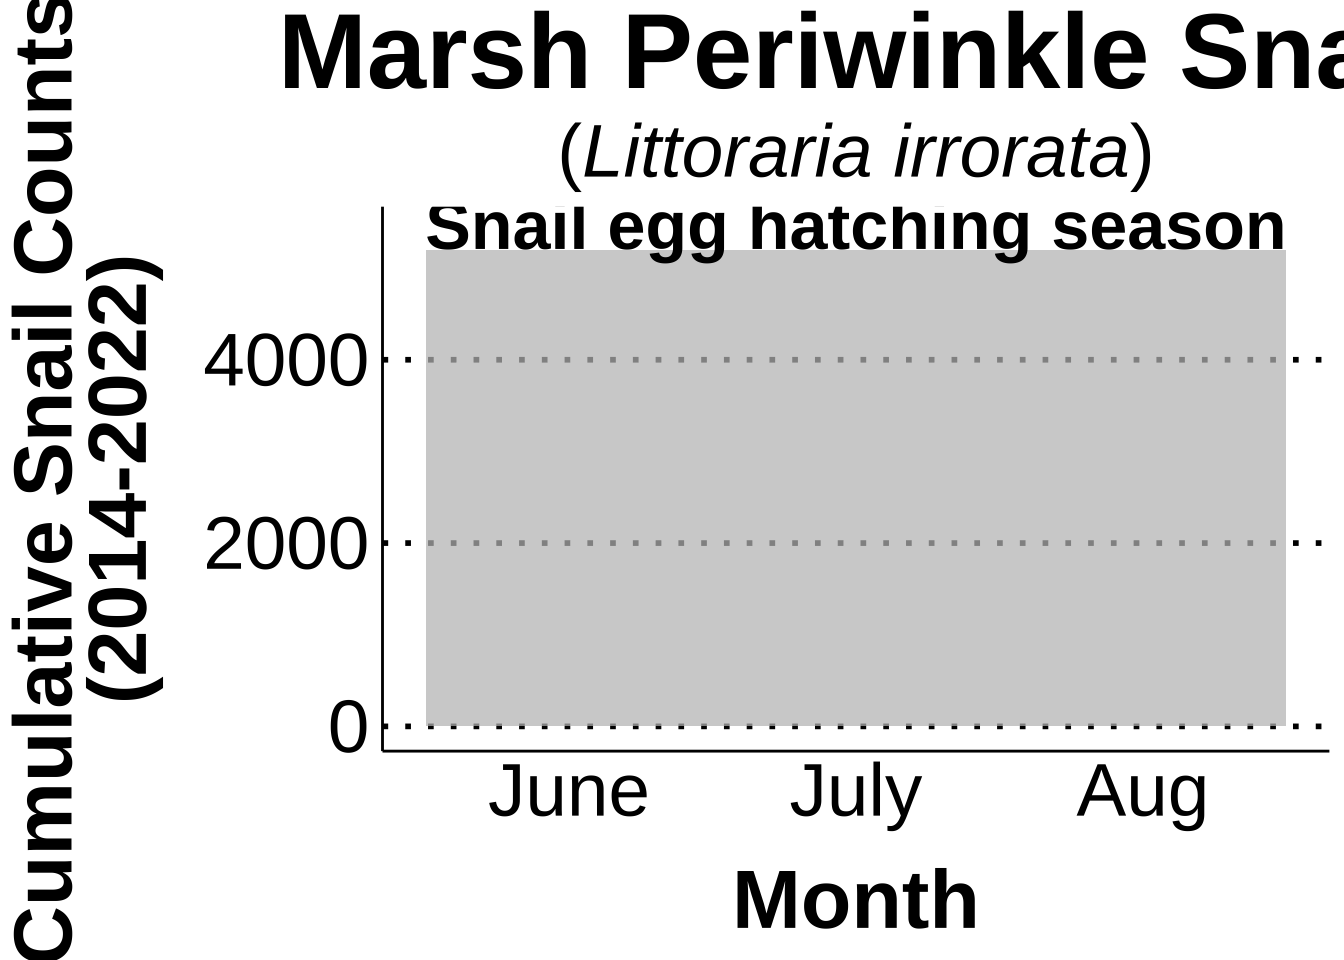 Marsh Periwinkle Sna
(Littoraria irrorata)
Snail egg hatching season
Cumulative Snail Counts
(2014-2022)
4000
2000
0
June July Aug
Month